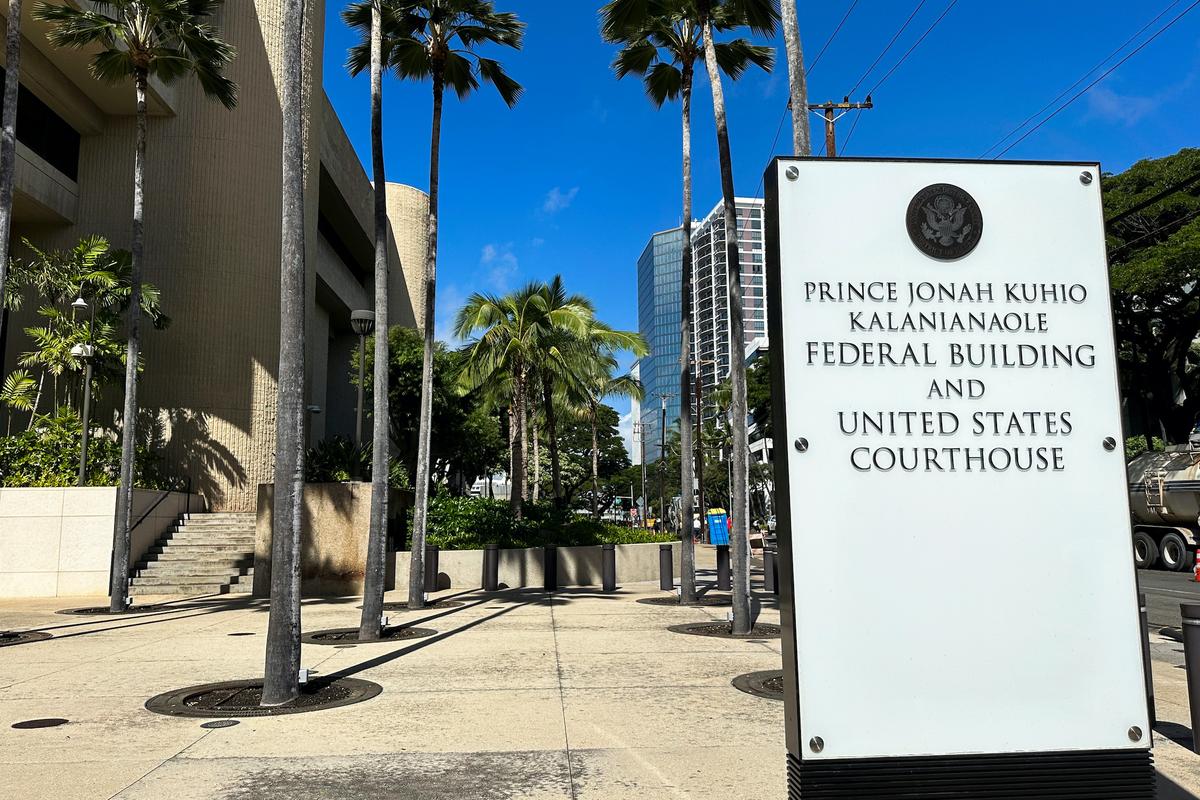 PRINCE JONAH KUHIO
KALANIANAOLE
FEDERAL BUILDING
AND
UNITED STATES
COURTHOUSE